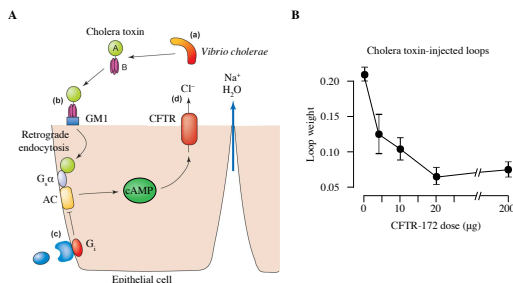 A
Cholera toxin
(a)
A
B
Vibrio cholerae
(b)
GM1
Retrograde
endocytosis
Gₛα
AC
cAMP
(c)
Gᵢ
(d)
Cl⁻
CFTR
Na⁺
H₂O
Epithelial cell
B
Cholera toxin-injected loops
Loop weight
0.20
0.15
0.10
0.05
0 10 20 200
CFTR-172 dose (µg)